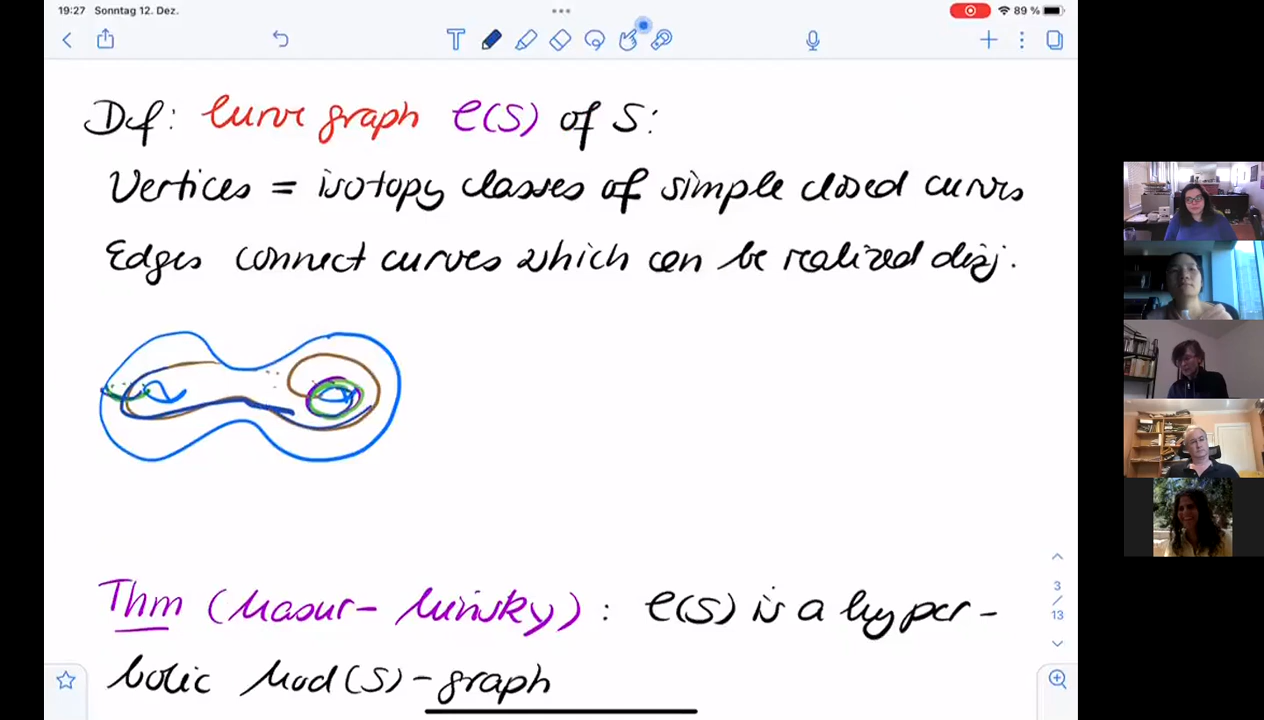 19:27 Sonntag 12. Dez.
89 %
Def: Curve graph C(S) of S:
Vertices = isotopy classes of simple closed curves
Edges connect curves which can be realized disj.
Thm (Masur-Minsky): C(S) is a hyper-
bolic Mod(S)-graph
3
/
13